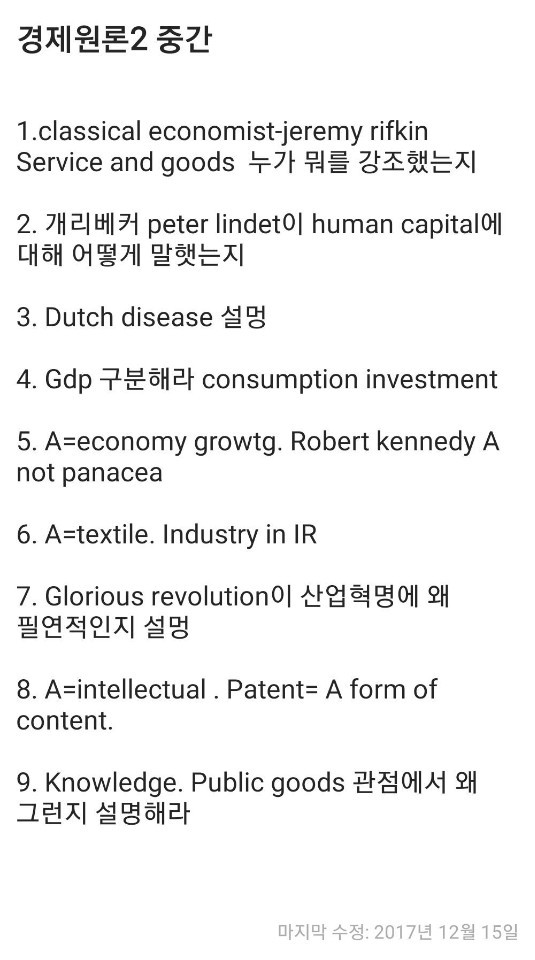 경제원론2 중간
1.classical economist-jeremy rifkin
Service and goods 누가 뭐를 강조했는지
2. 개리베커 peter lindet이 human capital에
대해 어떻게 말햇는지
3. Dutch disease 설멍
4. Gdp 구분해라 consumption investment
5. A=economy growtg. Robert kennedy A
not panacea
6. A=textile. Industry in IR
7. Glorious revolution이 산업혁명에 왜
필연적인지 설멍
8. A=intellectual . Patent= A form of
content.
9. Knowledge. Public goods 관점에서 왜
그런지 설명해라
마지막 수정: 2017년 12월 15일